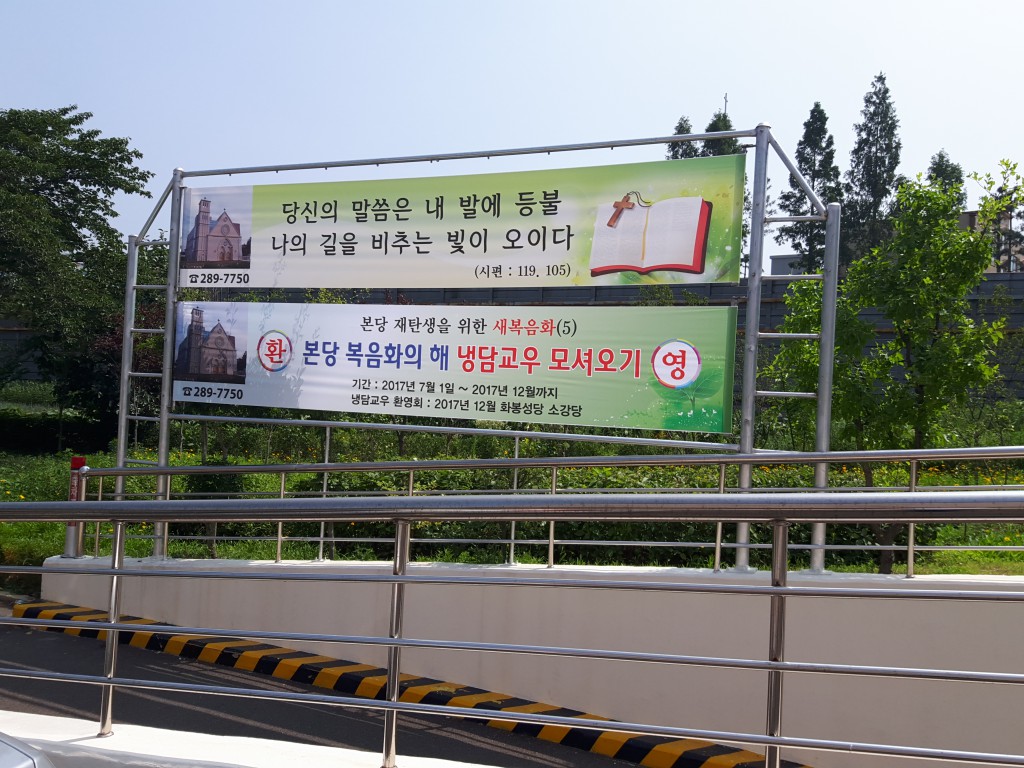 당신의 말씀은 내 발에 등불
나의 길을 비추는 빛이 오이다
(시편 : 119. 105)
☎289-7750
본당 재탄생을 위한 새복음화(5)
환 본당 복음화의 해 냉담교우 모셔오기 영
기간 : 2017년 7월 1일 ~ 2017년 12월까지
냉담교우 환영회 : 2017년 12월 화봉성당 소강당
☎289-7750